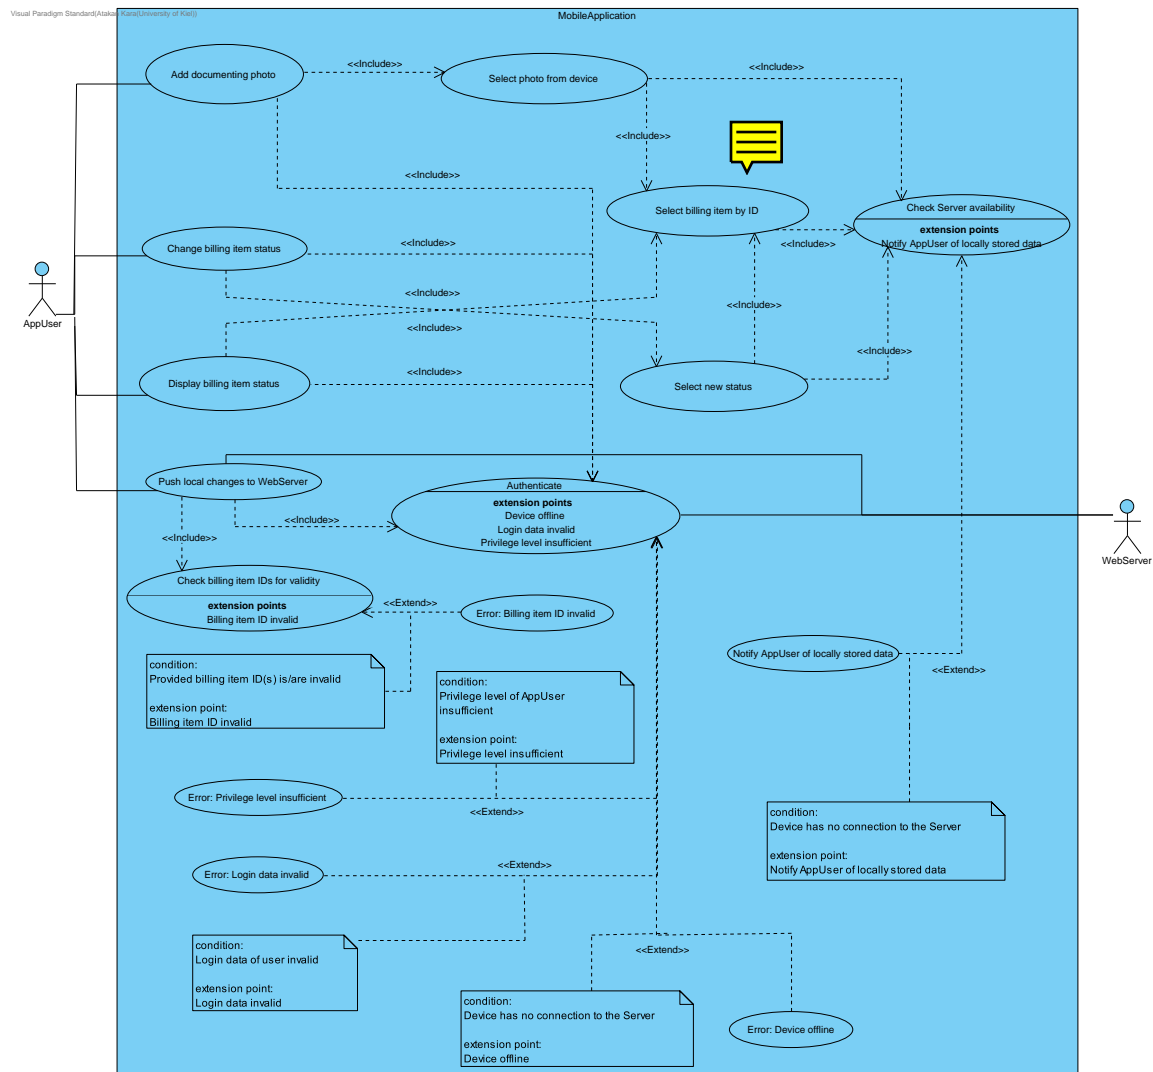 Visual Paradigm Standard(Atakan Kara(University of Kiel))
MobileApplication
Add documenting photo
<<Include>>
Select photo from device
<<Include>>
<<Include>>
<<Include>>
Select billing item by ID
Check Server availability
extension points
Notify AppUser of locally stored data
<<Include>>
Change billing item status
<<Include>>
<<Include>>
<<Include>>
<<Include>>
<<Include>>
AppUser
Display billing item status
<<Include>>
Select new status
Push local changes to WebServer
<<Include>>
<<Include>>
Authenticate
extension points
Device offline
Login data invalid
Privilege level insufficient
WebServer
Check billing item IDs for validity
extension points
Billing item ID invalid
<<Extend>>
Error: Billing item ID invalid
Notify AppUser of locally stored data
<<Extend>>
condition:
Provided billing item ID(s) is/are invalid
extension point:
Billing item ID invalid
condition:
Privilege level of AppUser
insufficient
extension point:
Privilege level insufficient
Error: Privilege level insufficient
<<Extend>>
condition:
Device has no connection to the Server
extension point:
Notify AppUser of locally stored data
Error: Login data invalid
<<Extend>>
condition:
Login data of user invalid
extension point:
Login data invalid
<<Extend>>
condition:
Device has no connection to the Server
extension point:
Device offline
Error: Device offline